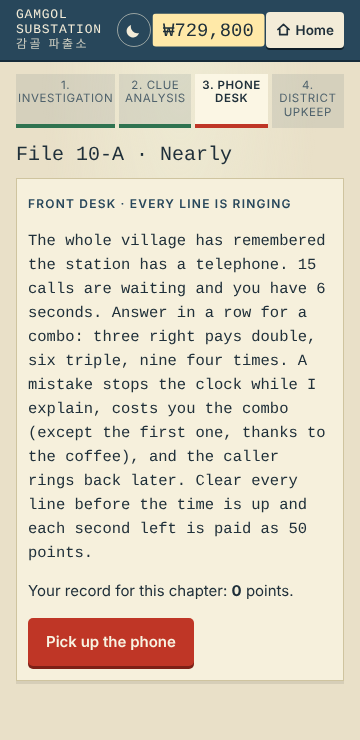 GAMGOL
SUBSTATION
감골 파출소
₩729,800
Home
1.
INVESTIGATION
2. CLUE
ANALYSIS
3. PHONE
DESK
4.
DISTRICT
UPKEEP
File 10-A · Nearly
FRONT DESK · EVERY LINE IS RINGING
The whole village has remembered
the station has a telephone. 15
calls are waiting and you have 6
seconds. Answer in a row for a
combo: three right pays double,
six triple, nine four times. A
mistake stops the clock while I
explain, costs you the combo
(except the first one, thanks to
the coffee), and the caller
rings back later. Clear every
line before the time is up and
each second left is paid as 50
points.
Your record for this chapter: 0 points.
Pick up the phone